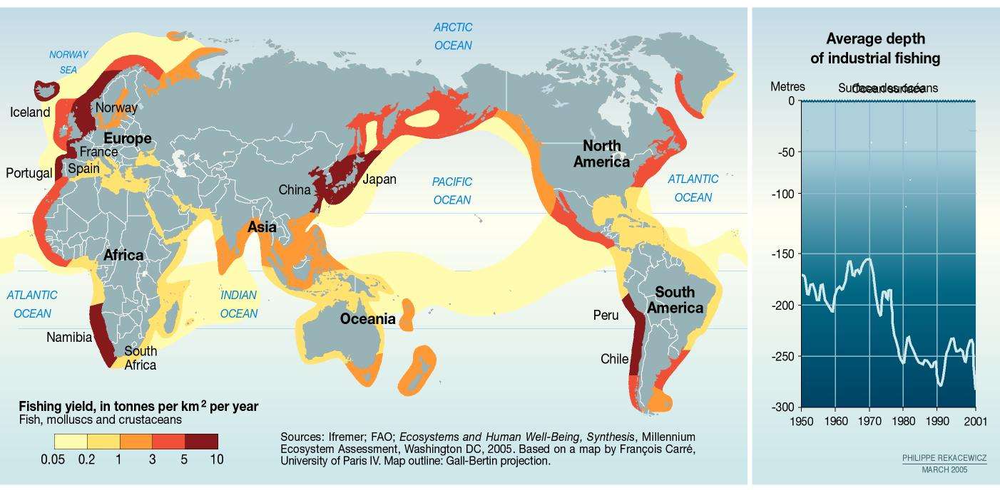 ARCTIC
OCEAN
NORWAY
SEA
Iceland
Norway
Europe
France
Portugal
Spain
China
Japan
PACIFIC
OCEAN
North
America
ATLANTIC
OCEAN
Asia
Africa
ATLANTIC
OCEAN
INDIAN
OCEAN
Oceania
South
America
Peru
Namibia
South
Africa
Chile
Fishing yield, in tonnes per km2 per year
Fish, molluscs and crustaceans
0.05 0.2 1 3 5 10
Sources: Ifremer; FAO; Ecosystems and Human Well-Being, Synthesis, Millennium
Ecosystem Assessment, Washington DC, 2005. Based on a map by François Carré,
University of Paris IV. Map outline: Gall-Bertin projection.
Average depth
of industrial fishing
Metres
Surface des océans
Ocean surface
0
-50
-100
-150
-200
-250
-300
1950 1960 1970 1980 1990 2001
PHILIPPE REKACEWICZ
MARCH 2005